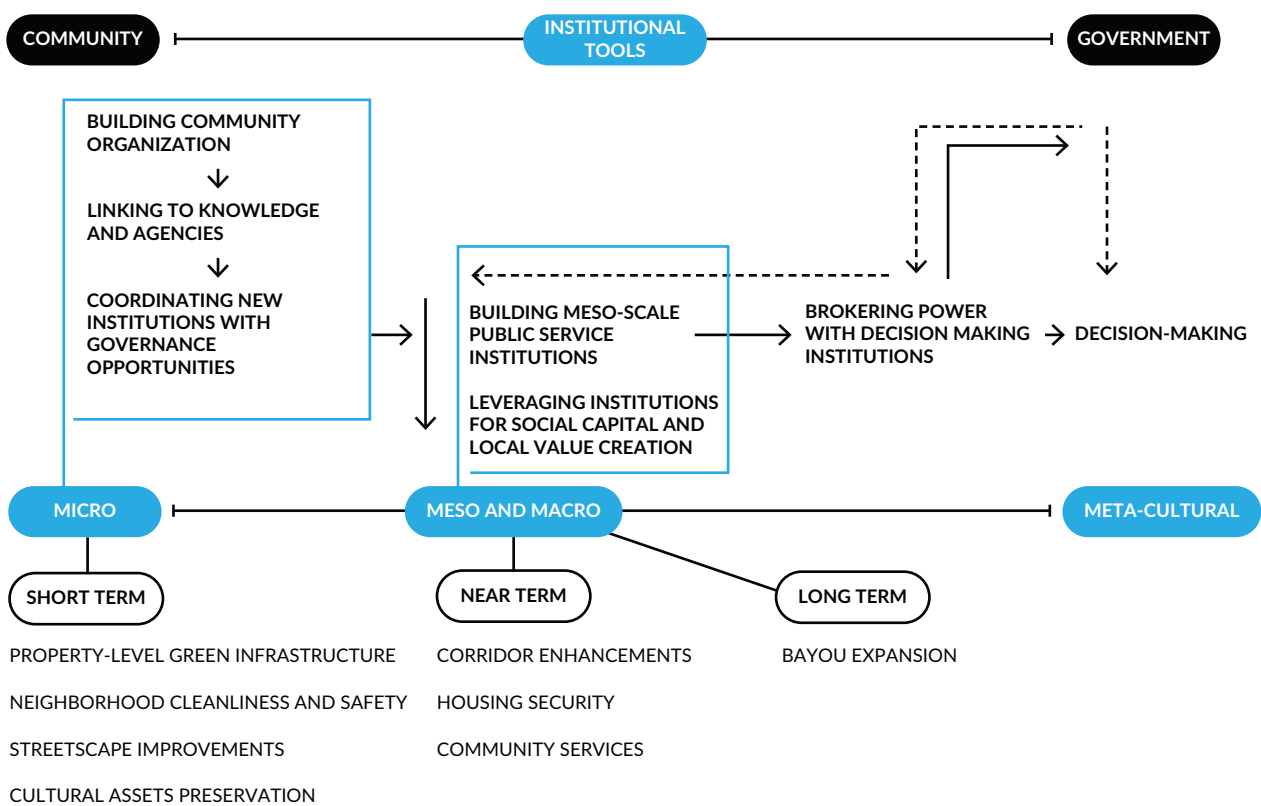 COMMUNITY
INSTITUTIONAL
TOOLS
GOVERNMENT
BUILDING COMMUNITY
ORGANIZATION
LINKING TO KNOWLEDGE
AND AGENCIES
COORDINATING NEW
INSTITUTIONS WITH
GOVERNANCE
OPPORTUNITIES
BUILDING MESO-SCALE
PUBLIC SERVICE
INSTITUTIONS
LEVERAGING INSTITUTIONS
FOR SOCIAL CAPITAL AND
LOCAL VALUE CREATION
BROKERING POWER
WITH DECISION MAKING
INSTITUTIONS
DECISION-MAKING
MICRO
MESO AND MACRO
META-CULTURAL
SHORT TERM
PROPERTY-LEVEL GREEN INFRASTRUCTURE
NEIGHBORHOOD CLEANLINESS AND SAFETY
STREETSCAPE IMPROVEMENTS
CULTURAL ASSETS PRESERVATION
NEAR TERM
CORRIDOR ENHANCEMENTS
HOUSING SECURITY
COMMUNITY SERVICES
LONG TERM
BAYOU EXPANSION